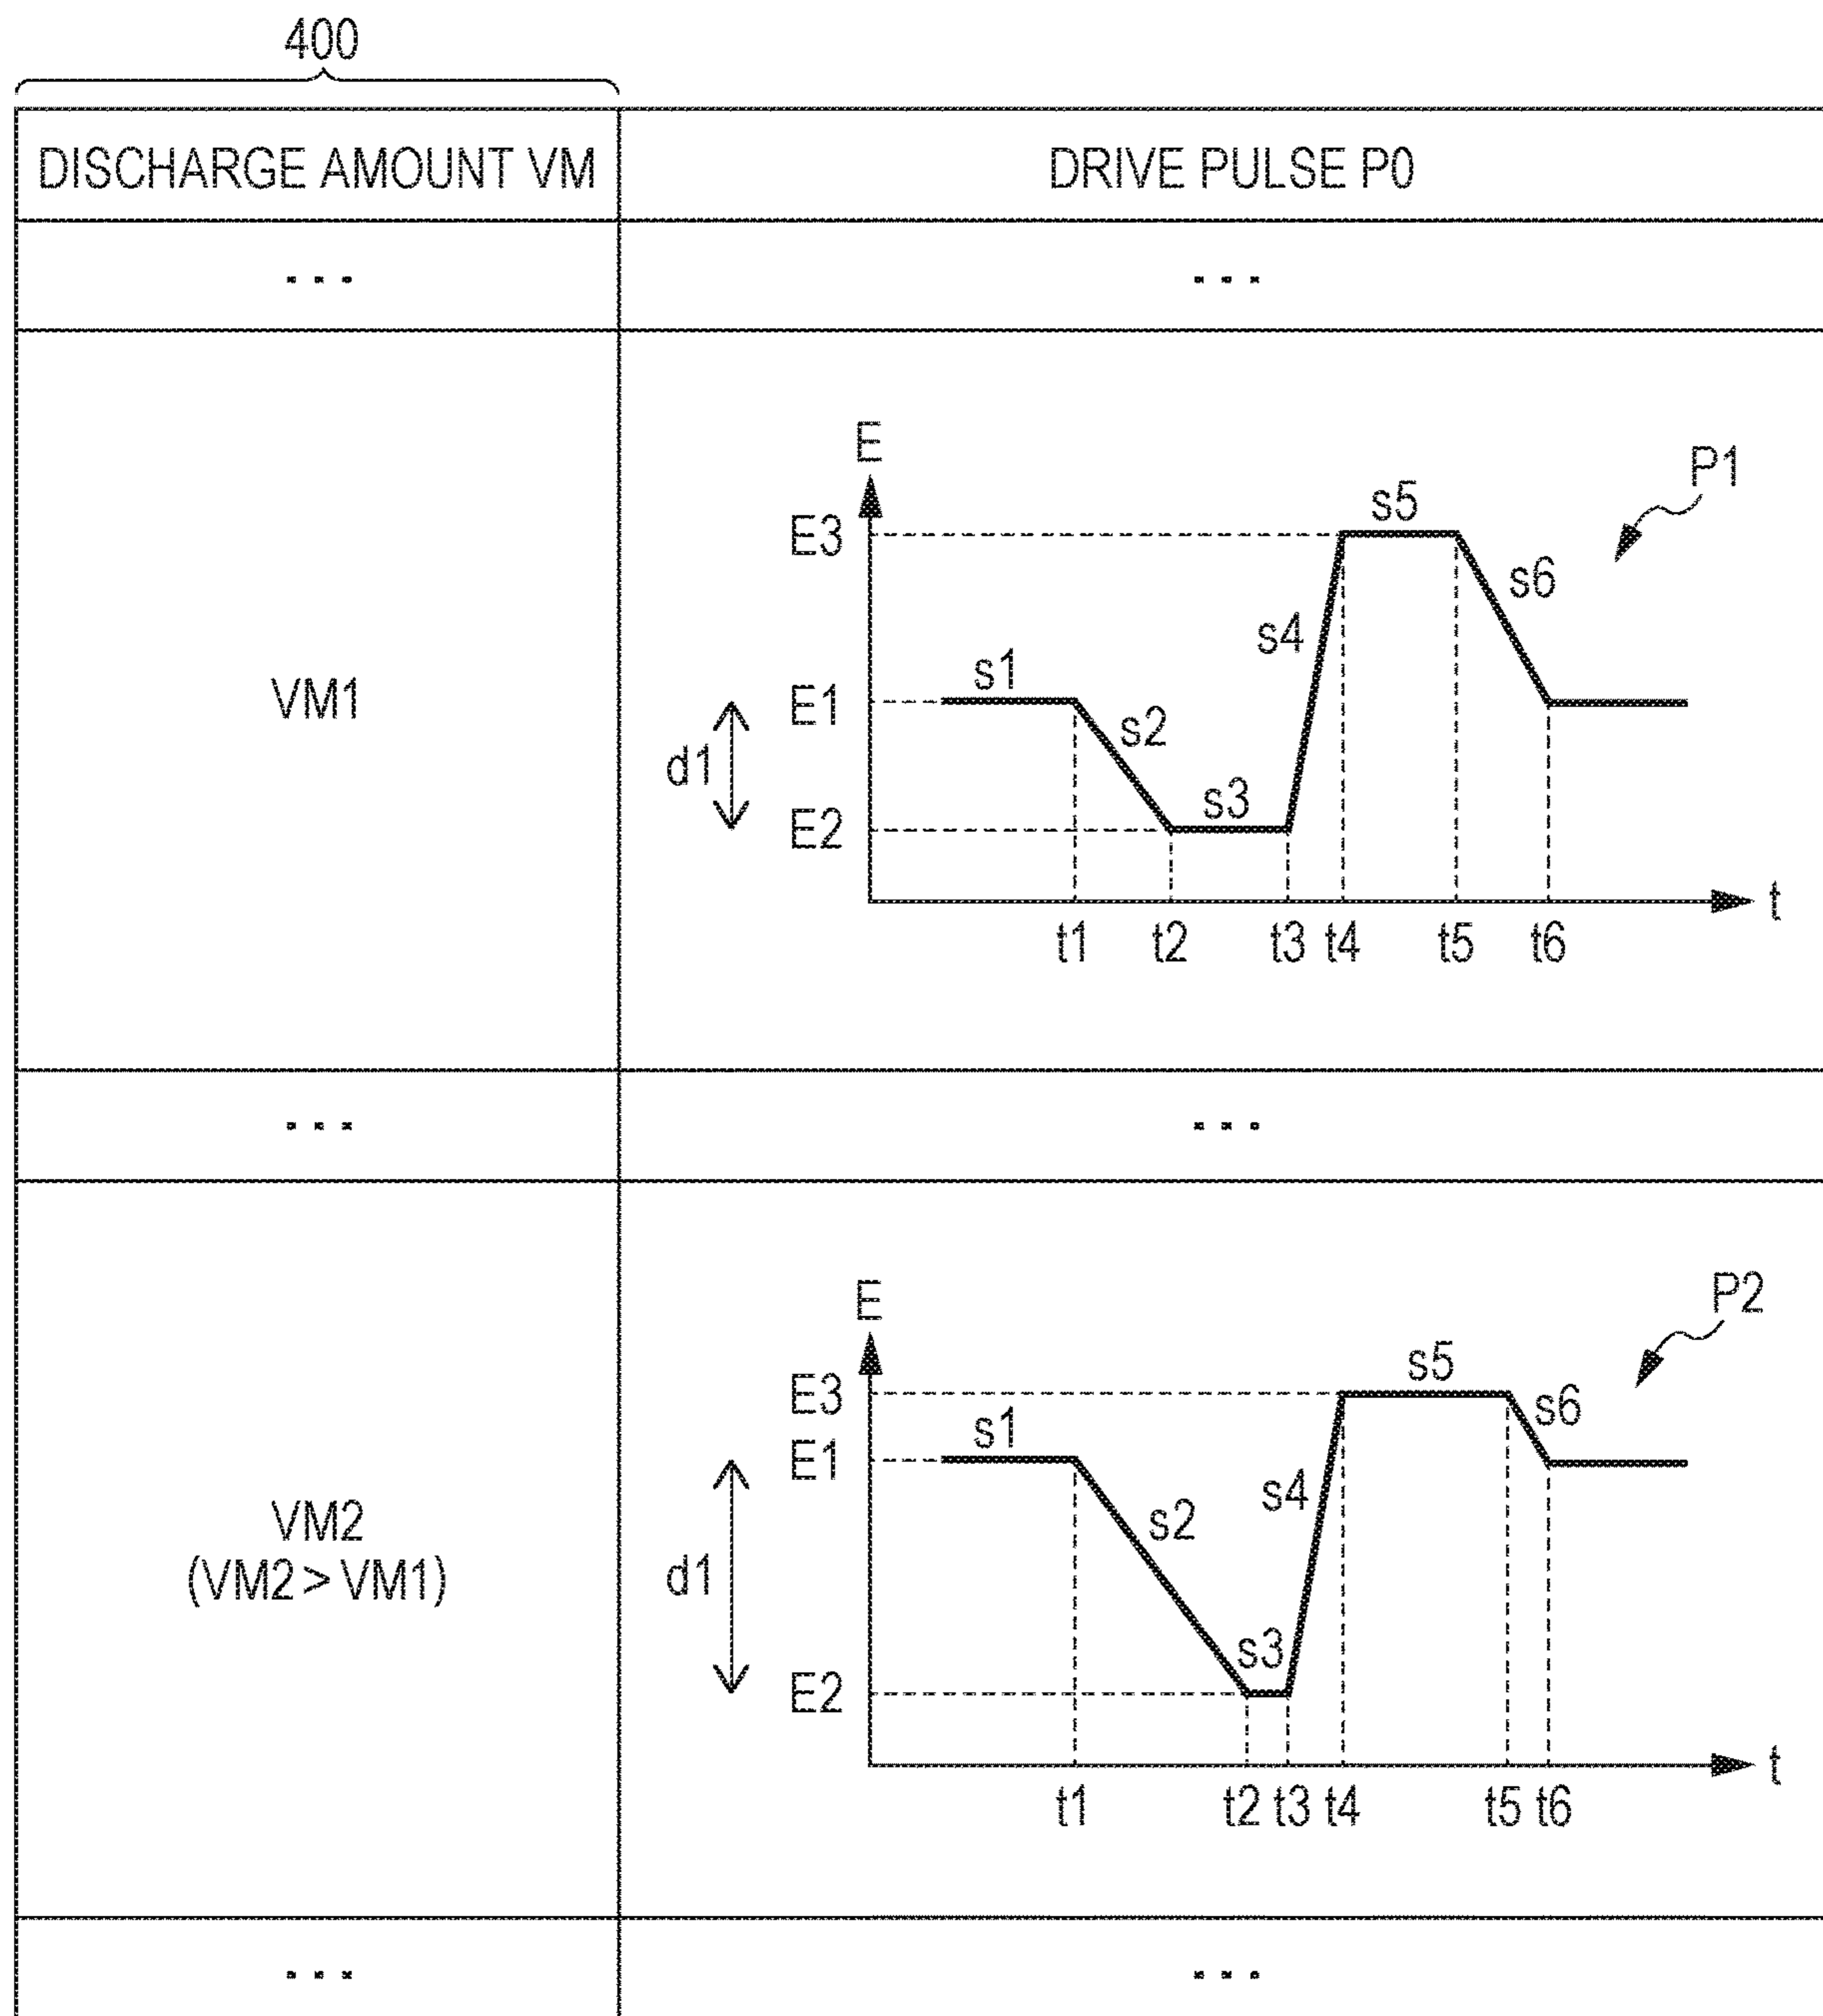 400
DISCHARGE AMOUNT VM
DRIVE PULSE P0
... ...
VM1
E
P1
E3
s5
s6
s4
s1
E1
s2
d1
s3
E2
t
t1 t2 t3 t4 t5 t6
... ...
VM2
(VM2 > VM1)
E
P2
E3
s5
s6
s1
E1
s4
s2
d1
s3
E2
t
t1 t2 t3 t4 t5 t6
... ...